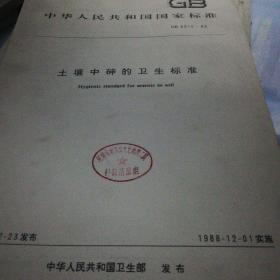 GB
中华人民共和国国家标准
土壤中砷的卫生标准
Hygienic standard for arsenic in soil
-23发布
1988-12-01实施
中华人民共和国卫生部 发布